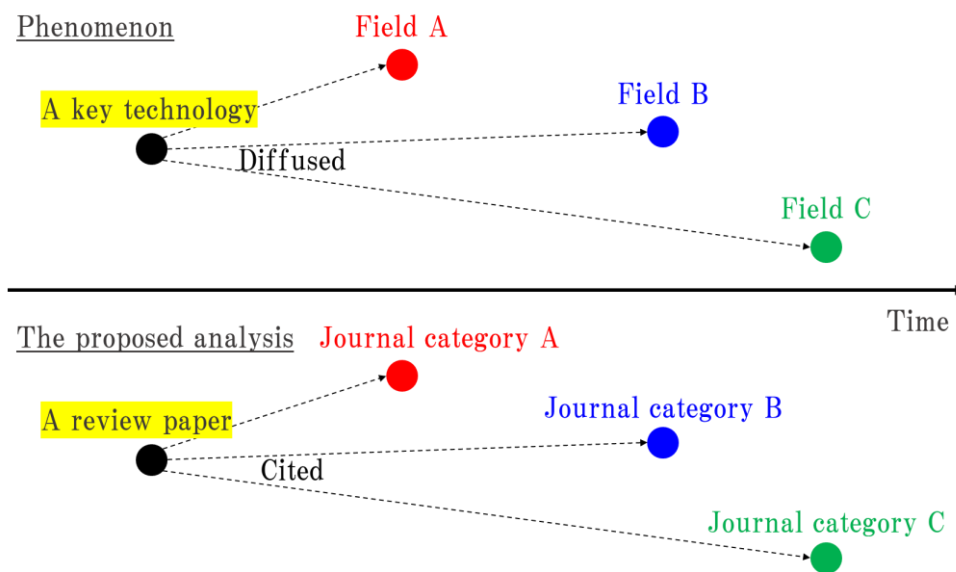 Phenomenon
Field A
A key technology
Field B
Diffused
Field C
Time
The proposed analysis
Journal category A
A review paper
Journal category B
Cited
Journal category C